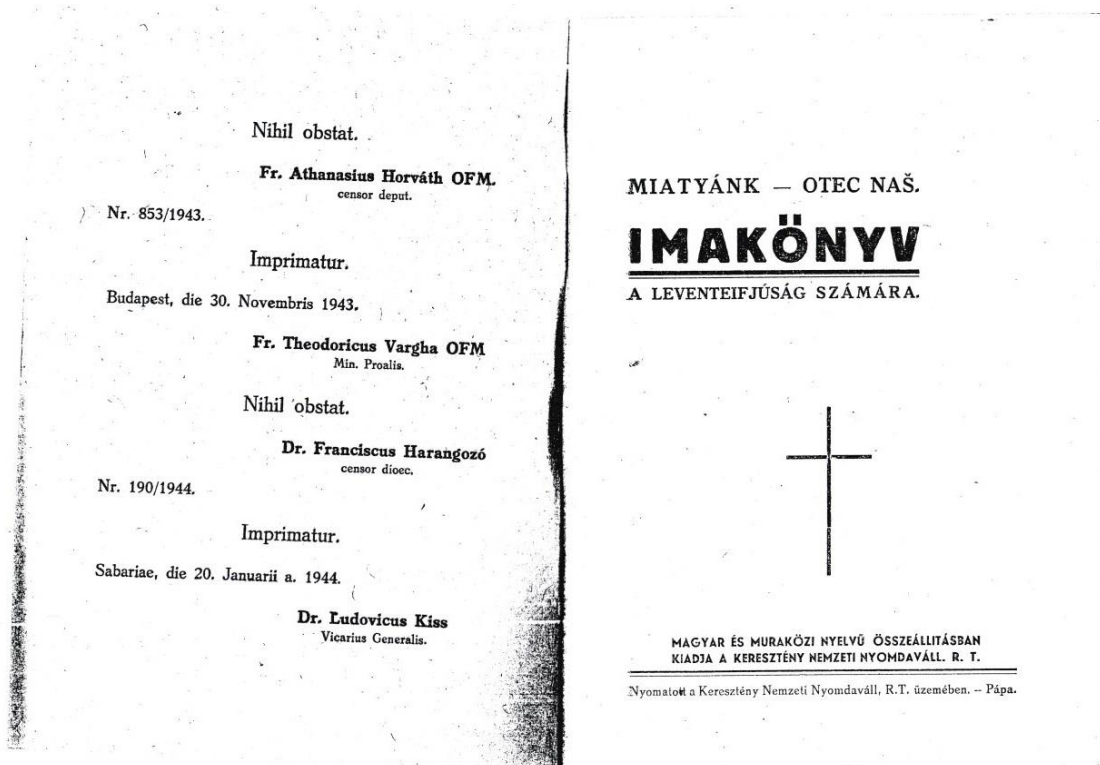 Nihil obstat.
Fr. Athanasius Horváth OFM.
censor deput.
Nr. 853/1943.
Imprimatur.
Budapest, die 30. Novembris 1943.
Fr. Theodoricus Vargha OFM
Min. Proalis.
Nihil obstat.
Dr. Franciscus Harangozó
censor dioec.
Nr. 190/1944.
Imprimatur.
Sabariae, die 20. Januarii a. 1944.
Dr. Ludovicus Kiss
Vicarius Generalis.
MIATYÁNK — OTEC NAŠ.
IMAKÖNYV
A LEVENTEIFJÚSÁG SZÁMÁRA.
MAGYAR ÉS MURAKÖZI NYELVŰ ÖSSZEÁLLITÁSBAN
KIADJA A KERESZTÉNY NEMZETI NYOMDAVÁLL. R. T.
Nyomatott a Keresztény Nemzeti Nyomdaváll, R.T. üzemében. -- Pápa.